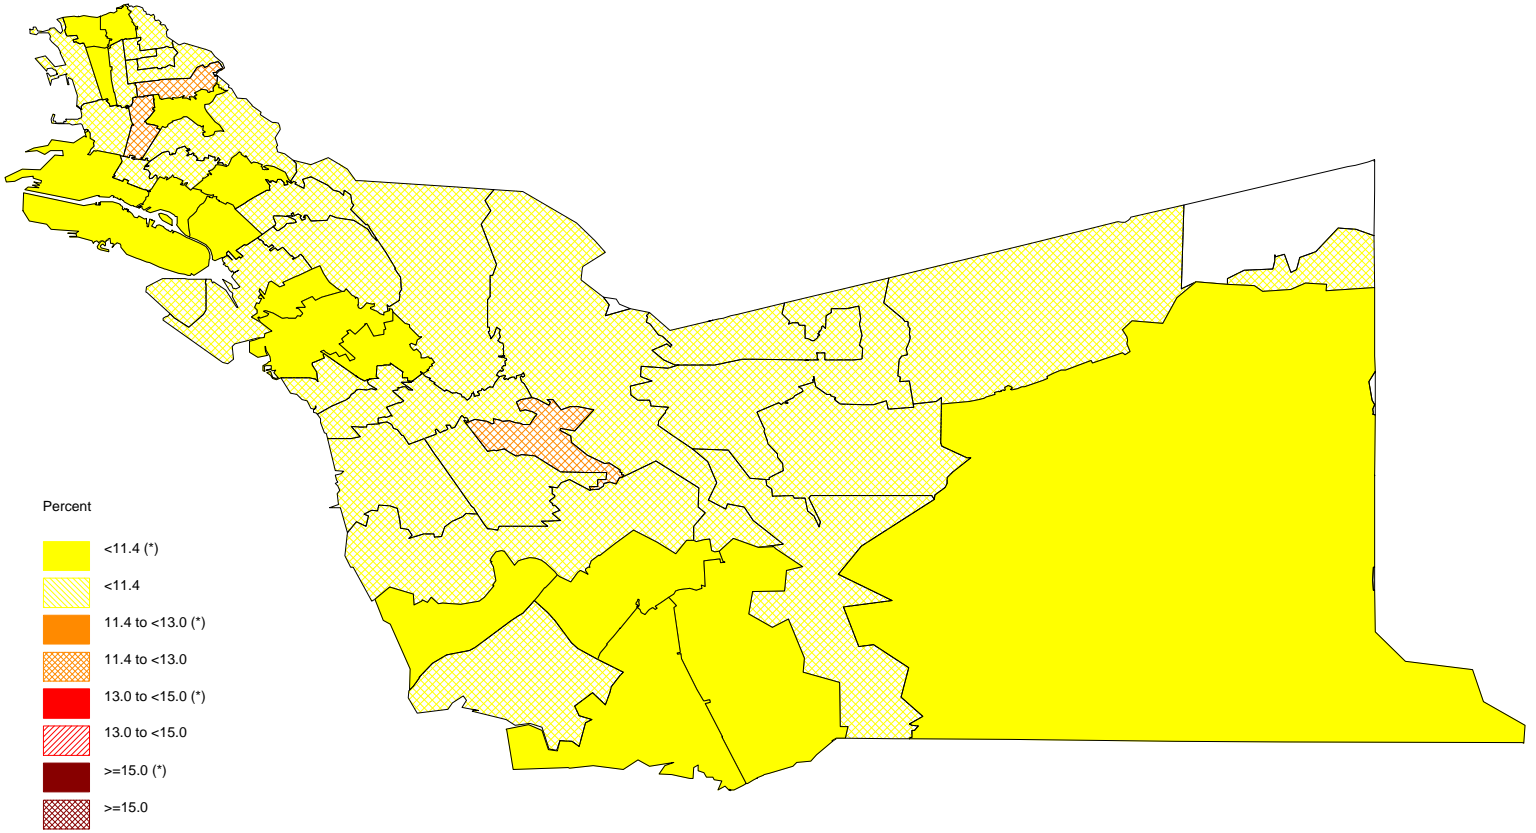 Percent
<11.4 (*)
<11.4
11.4 to <13.0 (*)
11.4 to <13.0
13.0 to <15.0 (*)
13.0 to <15.0
>=15.0 (*)
>=15.0